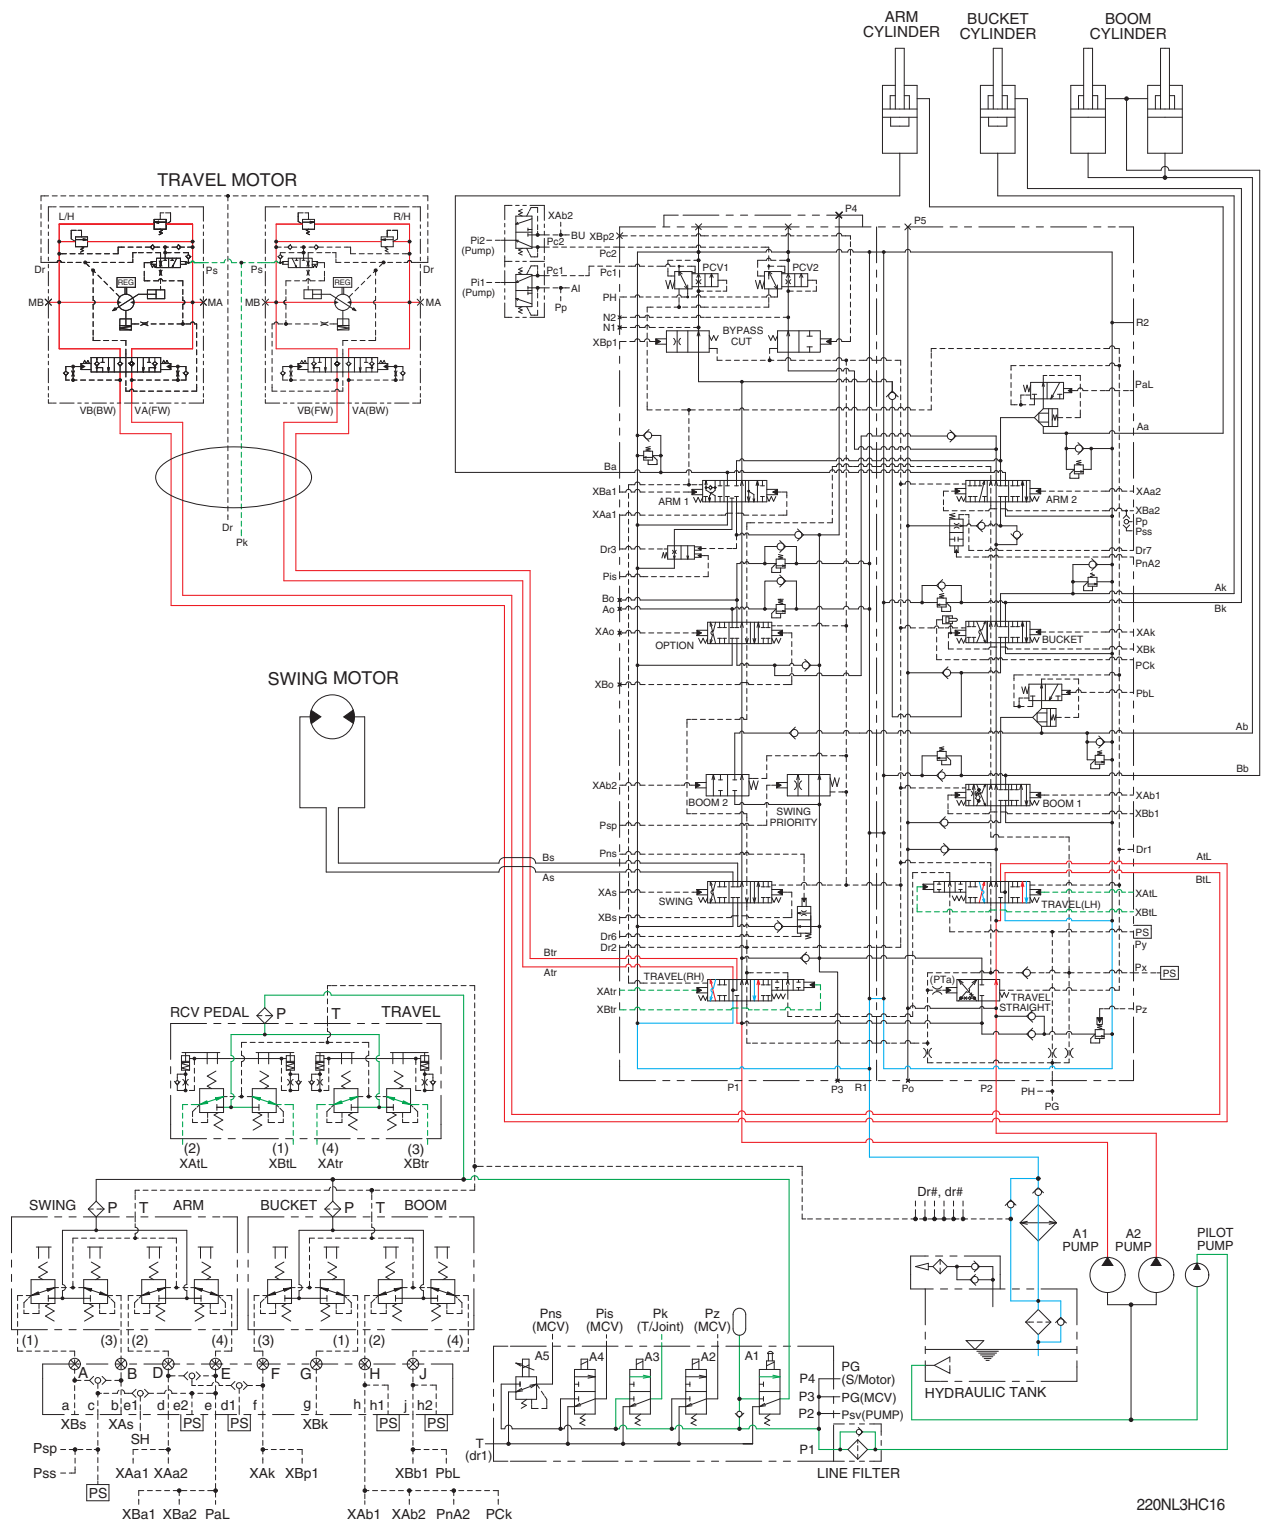 ARM
CYLINDER
BUCKET
CYLINDER
BOOM
CYLINDER
TRAVEL MOTOR
L/H
R/H
Dr
Ps
Ps
Dr
REG
REG
MB
MA
MB
MA
VB(BW)
VA(FW)
VB(FW)
VA(BW)
Dr
Pk
XAb2
BU
Pi2
(Pump)
Pc2
Pc1
Pi1
(Pump)
AI
Pp
P4
P5
XBp2
Pc2
Pc1
PH
N2
N1
XBp1
PCV1
PCV2
BYPASS
CUT
R2
PaL
Aa
Ba
XBa1
ARM 1
XAa1
ARM 2
XAa2
XBa2
Pp
Pss
Dr3
Dr7
Pis
PnA2
Bo
Ao
Ak
Bk
XAo
OPTION
BUCKET
XAk
XBk
XBo
PCk
PbL
SWING MOTOR
Ab
Bb
XAb2
BOOM 2
SWING
PRIORITY
BOOM 1
XAb1
XBb1
Psp
Pns
Dr1
Bs
As
AtL
BtL
XAs
SWING
TRAVEL(LH)
XAtL
XBtL
XBs
Dr6
Dr2
PS
Py
Btr
Atr
TRAVEL(RH)
Px
PS
(PTa)
TRAVEL
STRAIGHT
XAtr
XBtr
Pz
RCV PEDAL
P
T
TRAVEL
P1
P3
R1
Po
P2
PH
PG
(2)
XAtL
(1)
XBtL
(4)
XAtr
(3)
XBtr
SWING
P
T
ARM
BUCKET
P
T
BOOM
Dr#, dr#
A1
PUMP
A2
PUMP
PILOT
PUMP
(1)
(3)
(2)
(4)
(3)
(1)
(2)
(4)
A
B
D
E
F
G
H
J
a
c
b
e1
d
e2
e
d1
f
g
h
h1
j
h2
XBs
XAs
PS
PS
XBk
PS
PS
Psp
Pss
PS
SH
XAa1
XAa2
XAk
XBp1
XBb1
PbL
XBa1
XBa2
PaL
XAb1
XAb2
PnA2
PCk
Pns
(MCV)
Pis
(MCV)
Pk
(T/Joint)
Pz
(MCV)
A5
A4
A3
A2
A1
PG
(S/Motor)
P4
P3
PG(MCV)
P2
Psv(PUMP)
P1
T
(dr1)
LINE FILTER
HYDRAULIC TANK
220NL3HC16